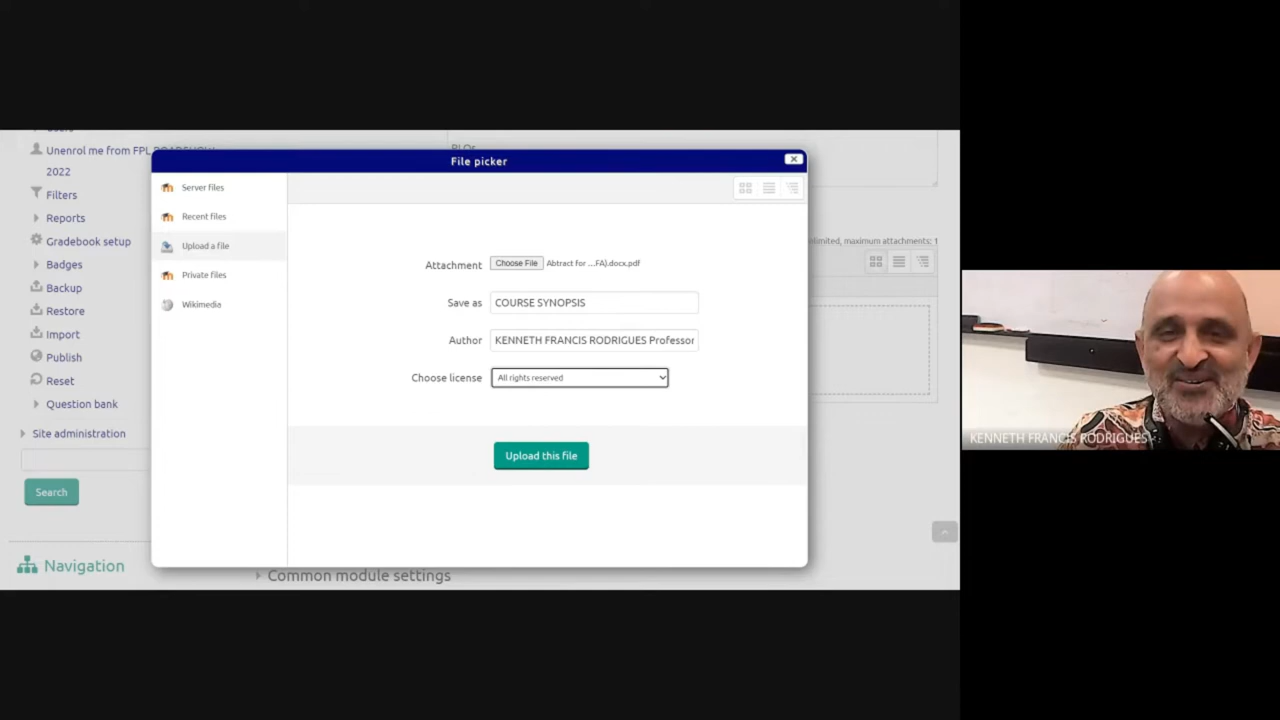 Users
Unenrol me from FPL ROADSHOW
2022
Filters
Reports
Gradebook setup
Badges
Backup
Restore
Import
Publish
Reset
Question bank
Site administration
Search
Navigation
PLOs
File picker
Server files
Recent files
Upload a file
Private files
Wikimedia
Attachment Choose File Abtract for ...FA).docx.pdf
Save as COURSE SYNOPSIS
Author KENNETH FRANCIS RODRIGUES Professor
Choose license All rights reserved
Upload this file
maximum attachments: 1
Common module settings
KENNETH FRANCIS RODRIGUES